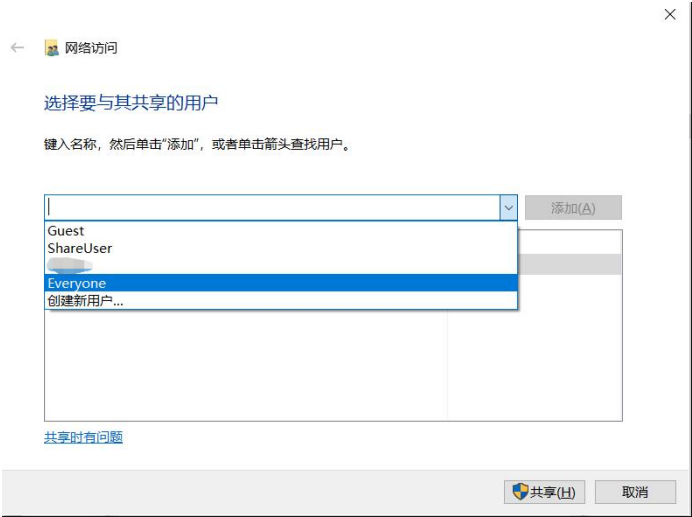 网络访问
选择要与其共享的用户
键入名称，然后单击“添加”，或者单击箭头查找用户。
添加(A)
Guest
ShareUser
Everyone
创建新用户...
共享时有问题
共享(H)
取消